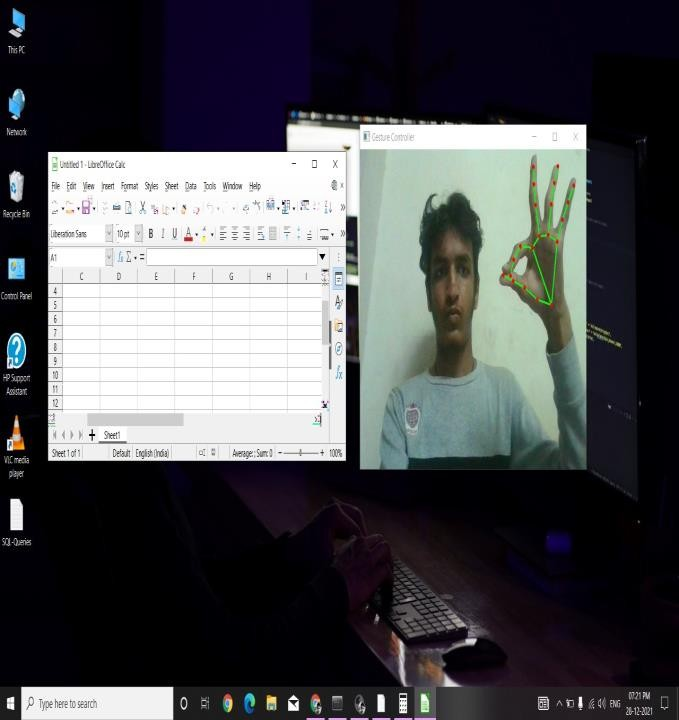 This PC
Network
Recycle Bin
Control Panel
HP Support
Assistant
VLC media
player
SQL-Queries
Untitled 1 - LibreOffice Calc
File Edit View Insert Format Styles Sheet Data Tools Window Help
Liberation Sans 10 pt B I U
A1 fx Σ =
C D E F G H I
4
5
6
7
8
9
10
11
12
Sheet1
Sheet 1 of 1 Default English (India) Average: ; Sum: 0 100%
Gesture Controller
Type here to search
ENG
07:21 PM
28-12-2021